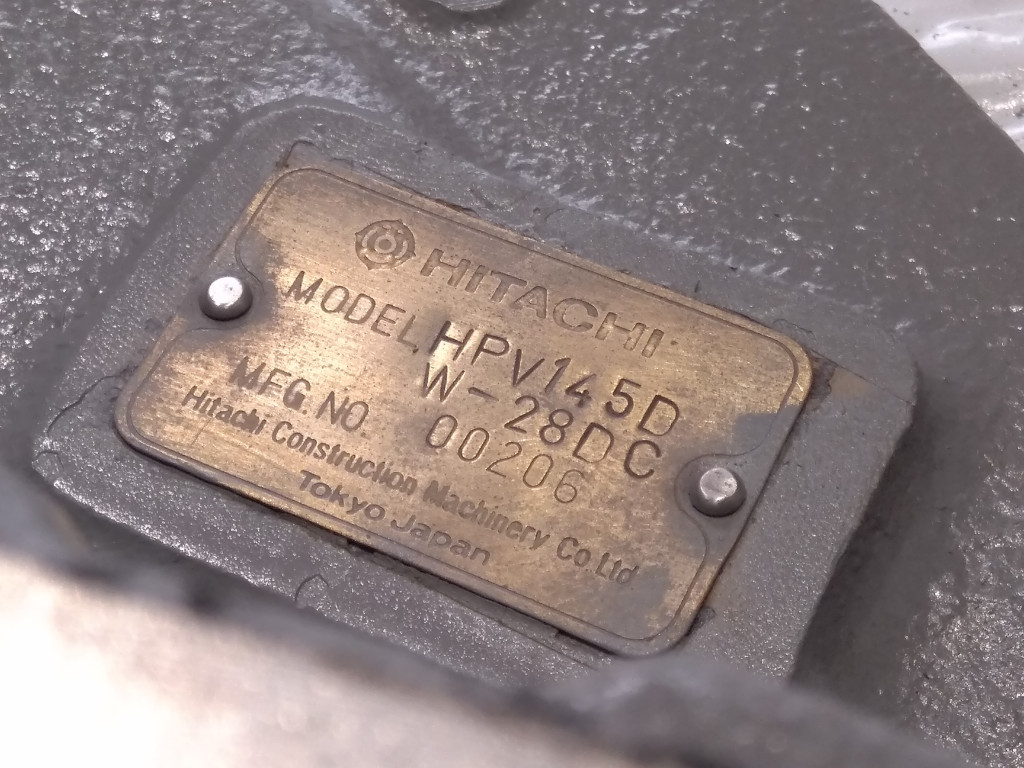 HITACHI
MODEL HPV145D
W-28DC
MFG. NO. 00206
Hitachi Construction Machinery Co.Ltd
Tokyo Japan